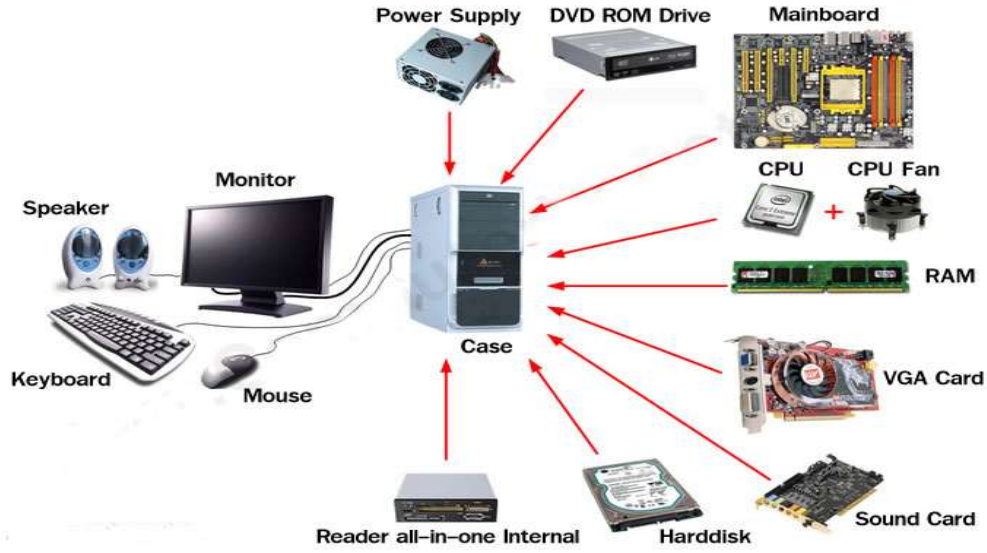 Power Supply
DVD ROM Drive
Mainboard
CPU
CPU Fan
+
Monitor
Speaker
RAM
Case
Keyboard
Mouse
VGA Card
Reader all-in-one Internal
Harddisk
Sound Card